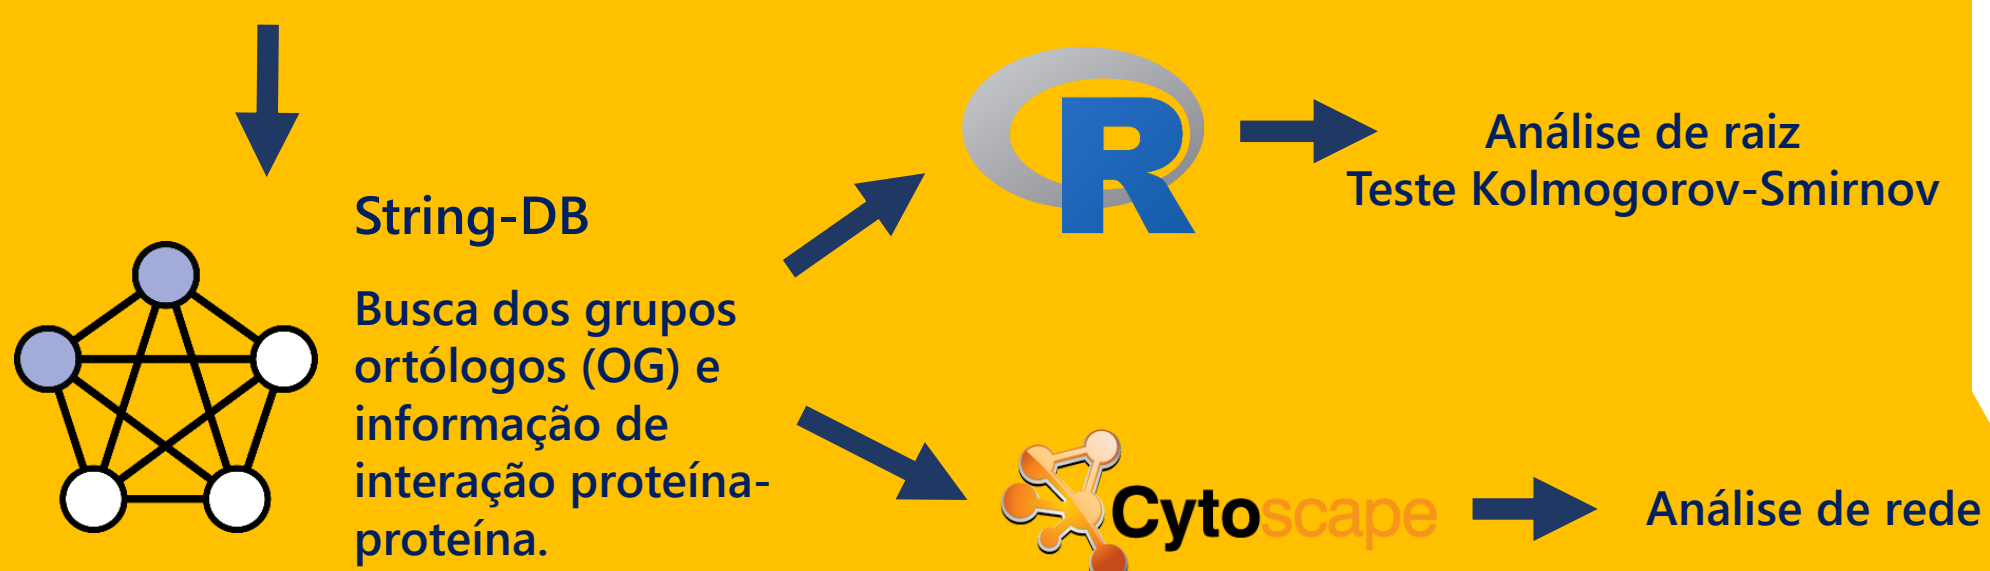 String-DB
Busca dos grupos
ortólogos (OG) e
informação de
interação proteína-
proteína.
R
Análise de raiz
Teste Kolmogorov-Smirnov
Cytoscape
Análise de rede